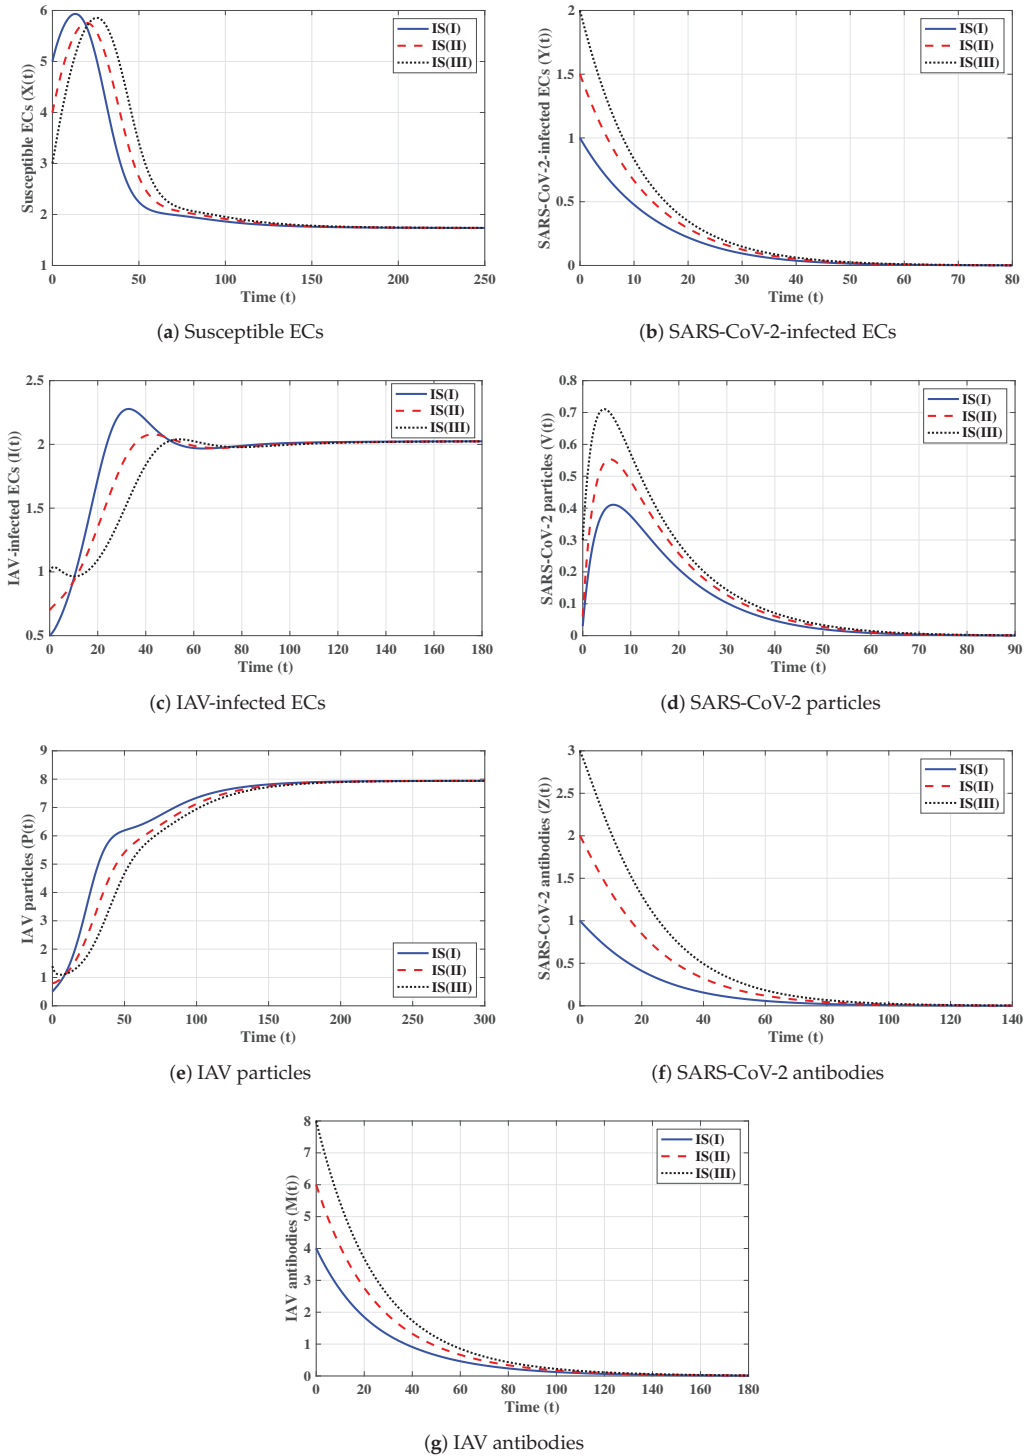 6
5
4
3
2
1
Susceptible ECs (X(t))
IS(I)
IS(II)
IS(III)
0 50 100 150 200 250
Time (t)
(a) Susceptible ECs
2
1.5
1
0.5
0
SARS-CoV-2-infected ECs (Y(t))
IS(I)
IS(II)
IS(III)
0 10 20 30 40 50 60 70 80
Time (t)
(b) SARS-CoV-2-infected ECs
2.5
2
1.5
1
0.5
IAV-infected ECs (I(t))
IS(I)
IS(II)
IS(III)
0 20 40 60 80 100 120 140 160 180
Time (t)
(c) IAV-infected ECs
0.8
0.7
0.6
0.5
0.4
0.3
0.2
0.1
0
SARS-CoV-2 particles (V(t))
IS(I)
IS(II)
IS(III)
0 10 20 30 40 50 60 70 80 90
Time (t)
(d) SARS-CoV-2 particles
9
8
7
6
5
4
3
2
1
0
IAV particles (P(t))
IS(I)
IS(II)
IS(III)
0 50 100 150 200 250 300
Time (t)
(e) IAV particles
3
2.5
2
1.5
1
0.5
0
SARS-CoV-2 antibodies (Z(t))
IS(I)
IS(II)
IS(III)
0 20 40 60 80 100 120 140
Time (t)
(f) SARS-CoV-2 antibodies
8
7
6
5
4
3
2
1
0
IAV antibodies (M(t))
IS(I)
IS(II)
IS(III)
0 20 40 60 80 100 120 140 160 180
Time (t)
(g) IAV antibodies